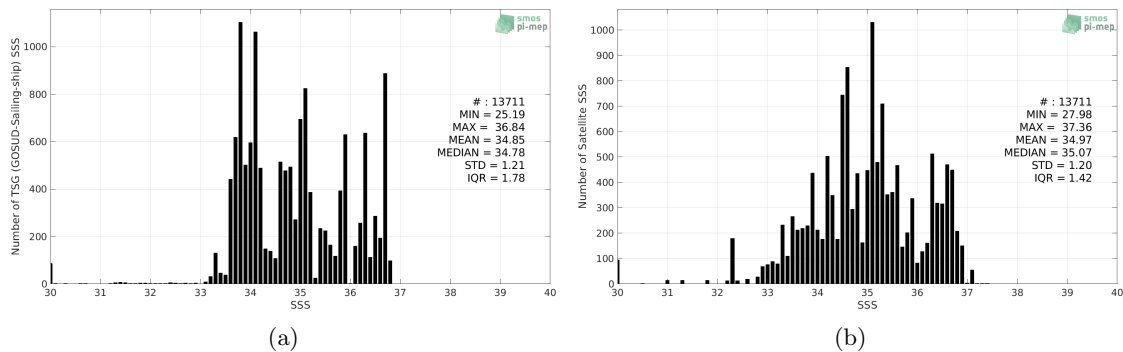 Number of TSG (GOSUD-Sailing-ship) SSS
1000
800
600
400
200
0
30 31 32 33 34 35 36 37 38 39 40
SSS
smos
pi-mep
# : 13711
MIN = 25.19
MAX = 36.84
MEAN = 34.85
MEDIAN = 34.78
STD = 1.21
IQR = 1.78
(a)
Number of Satellite SSS
1000
900
800
700
600
500
400
300
200
100
0
30 31 32 33 34 35 36 37 38 39 40
SSS
smos
pi-mep
# : 13711
MIN = 27.98
MAX = 37.36
MEAN = 34.97
MEDIAN = 35.07
STD = 1.20
IQR = 1.42
(b)